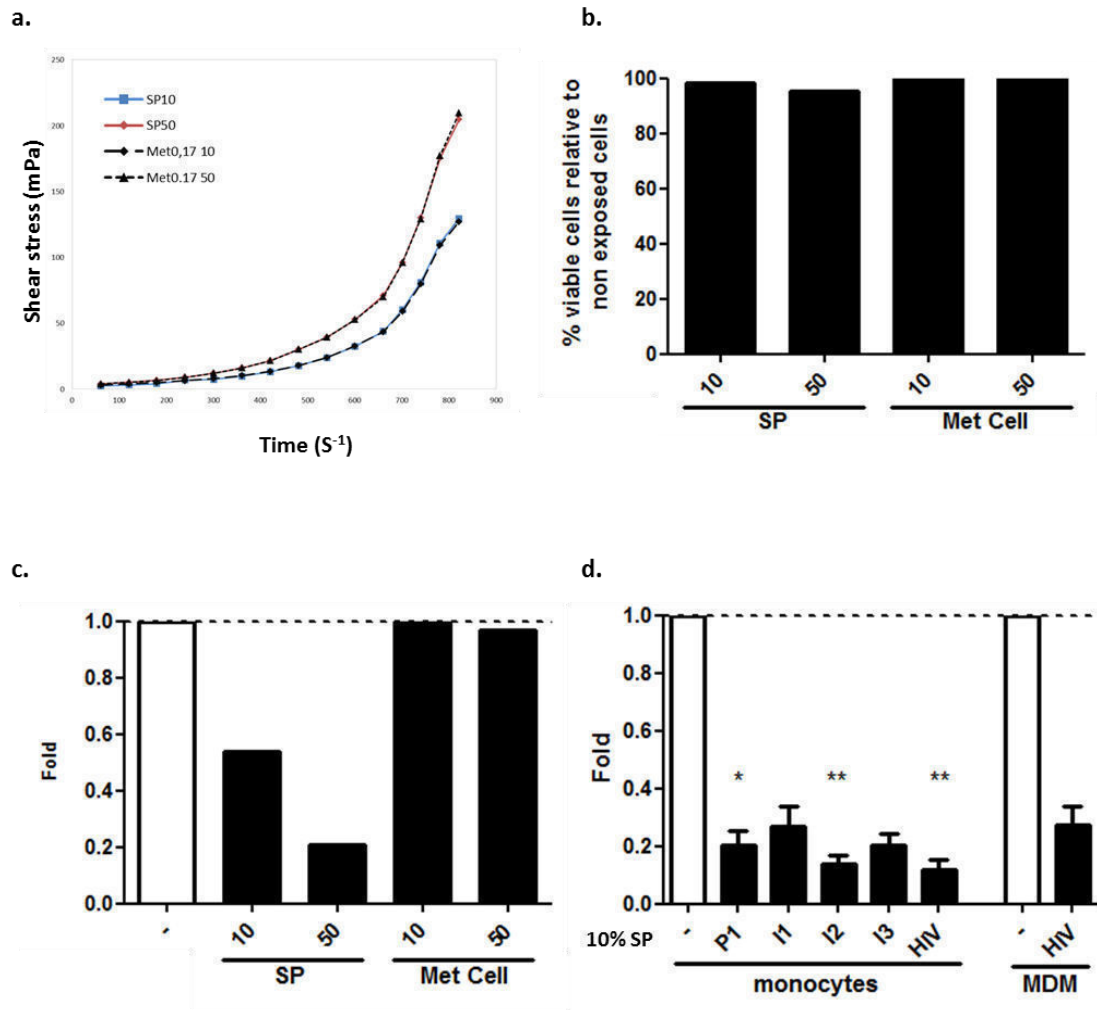 a.
250
200
150
100
50
0
0 100 200 300 400 500 600 700 800 900
Shear stress (mPa)
Time (S-1)
SP10
SP50
Met0,17 10
Met0.17 50
b.
% viable cells relative to
non exposed cells
100
80
60
40
20
0
10 50 10 50
SP Met Cell
c.
Fold
1.0
0.8
0.6
0.4
0.2
0.0
- 10 50 10 50
SP Met Cell
d.
Fold
1.0
0.8
0.6
0.4
0.2
0.0
* ** **
10% SP - P1 I1 I2 I3 HIV - HIV
monocytes MDM